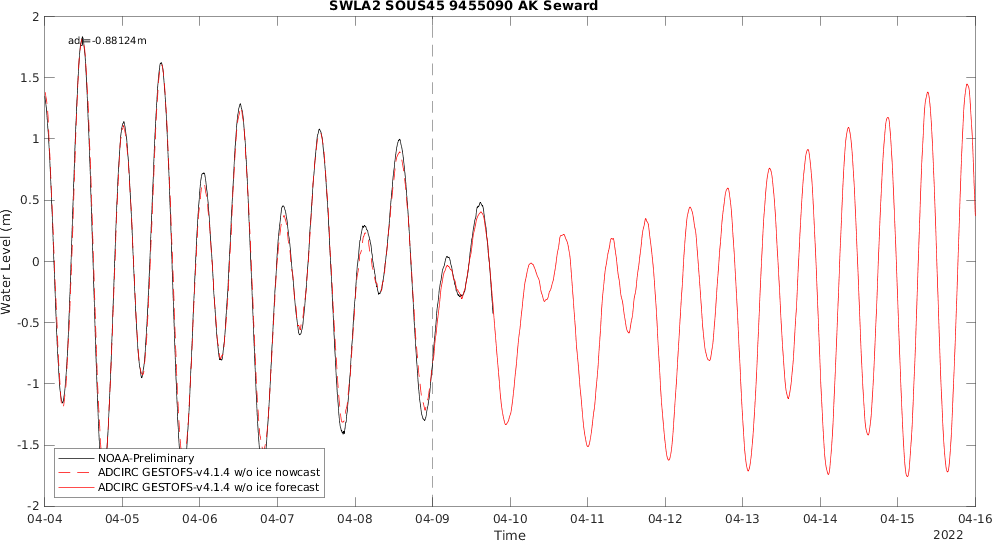 SWLA2 SOUS45 9455090 AK Seward
adj=-0.88124m
2
1.5
1
0.5
0
-0.5
-1
-1.5
-2
Water Level (m)
NOAA-Preliminary
ADCIRC GESTOFS-v4.1.4 w/o ice nowcast
ADCIRC GESTOFS-v4.1.4 w/o ice forecast
04-04 04-05 04-06 04-07 04-08 04-09 04-10 04-11 04-12 04-13 04-14 04-15 04-16
Time
2022